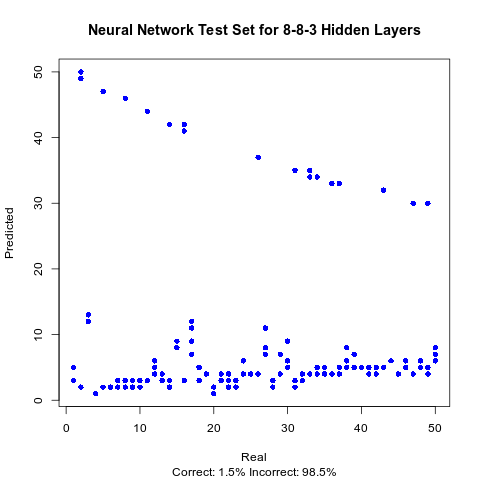 Neural Network Test Set for 8-8-3 Hidden Layers
Predicted
50
40
30
20
10
0
0 10 20 30 40 50
Real
Correct: 1.5% Incorrect: 98.5%